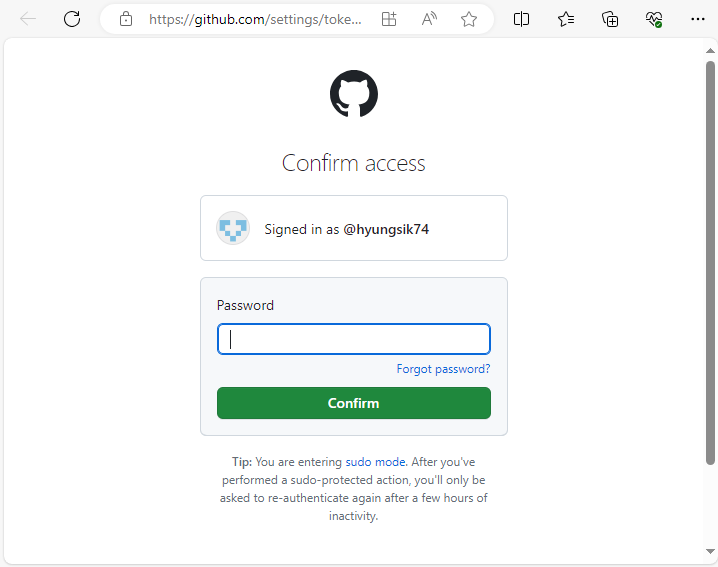 https://github.com/settings/toke...
Confirm access
Signed in as @hyungsik74
Password
Forgot password?
Confirm
Tip: You are entering sudo mode. After you've
performed a sudo-protected action, you'll only be
asked to re-authenticate again after a few hours of
inactivity.